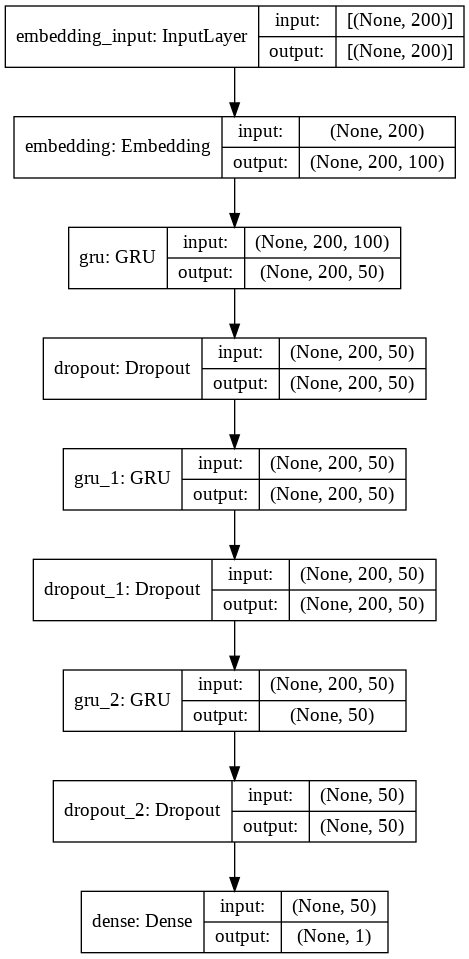 embedding_input: InputLayer
input: [(None, 200)]
output: [(None, 200)]
embedding: Embedding
input: (None, 200)
output: (None, 200, 100)
gru: GRU
input: (None, 200, 100)
output: (None, 200, 50)
dropout: Dropout
input: (None, 200, 50)
output: (None, 200, 50)
gru_1: GRU
input: (None, 200, 50)
output: (None, 200, 50)
dropout_1: Dropout
input: (None, 200, 50)
output: (None, 200, 50)
gru_2: GRU
input: (None, 200, 50)
output: (None, 50)
dropout_2: Dropout
input: (None, 50)
output: (None, 50)
dense: Dense
input: (None, 50)
output: (None, 1)